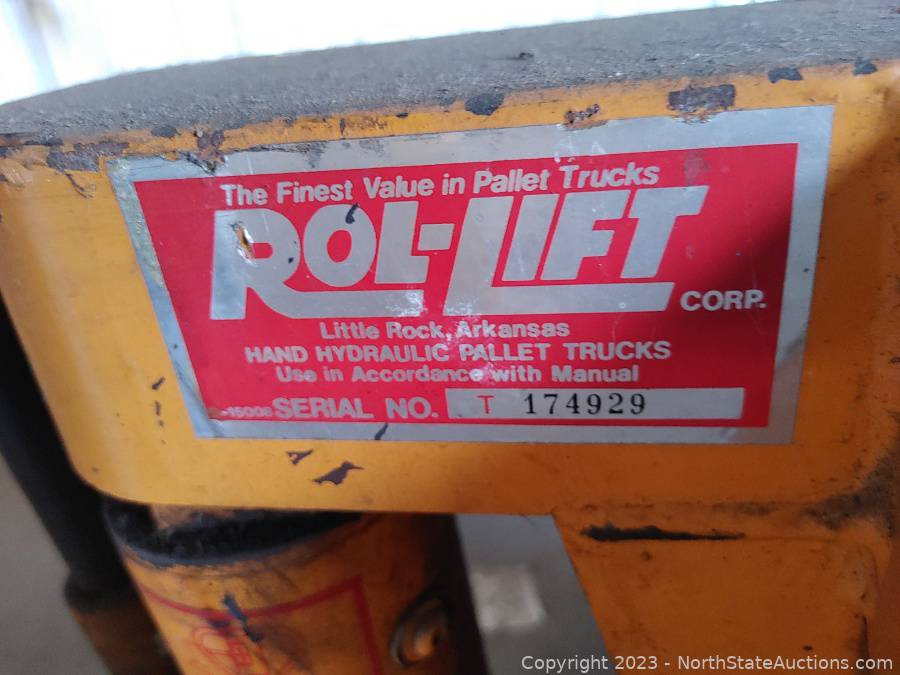 The Finest Value in Pallet Trucks
ROL-LIFT
CORP.
Little Rock, Arkansas
HAND HYDRAULIC PALLET TRUCKS
Use in Accordance with Manual
SERIAL NO. T 174929
Copyright © 2023 - NorthStateAuctions.com